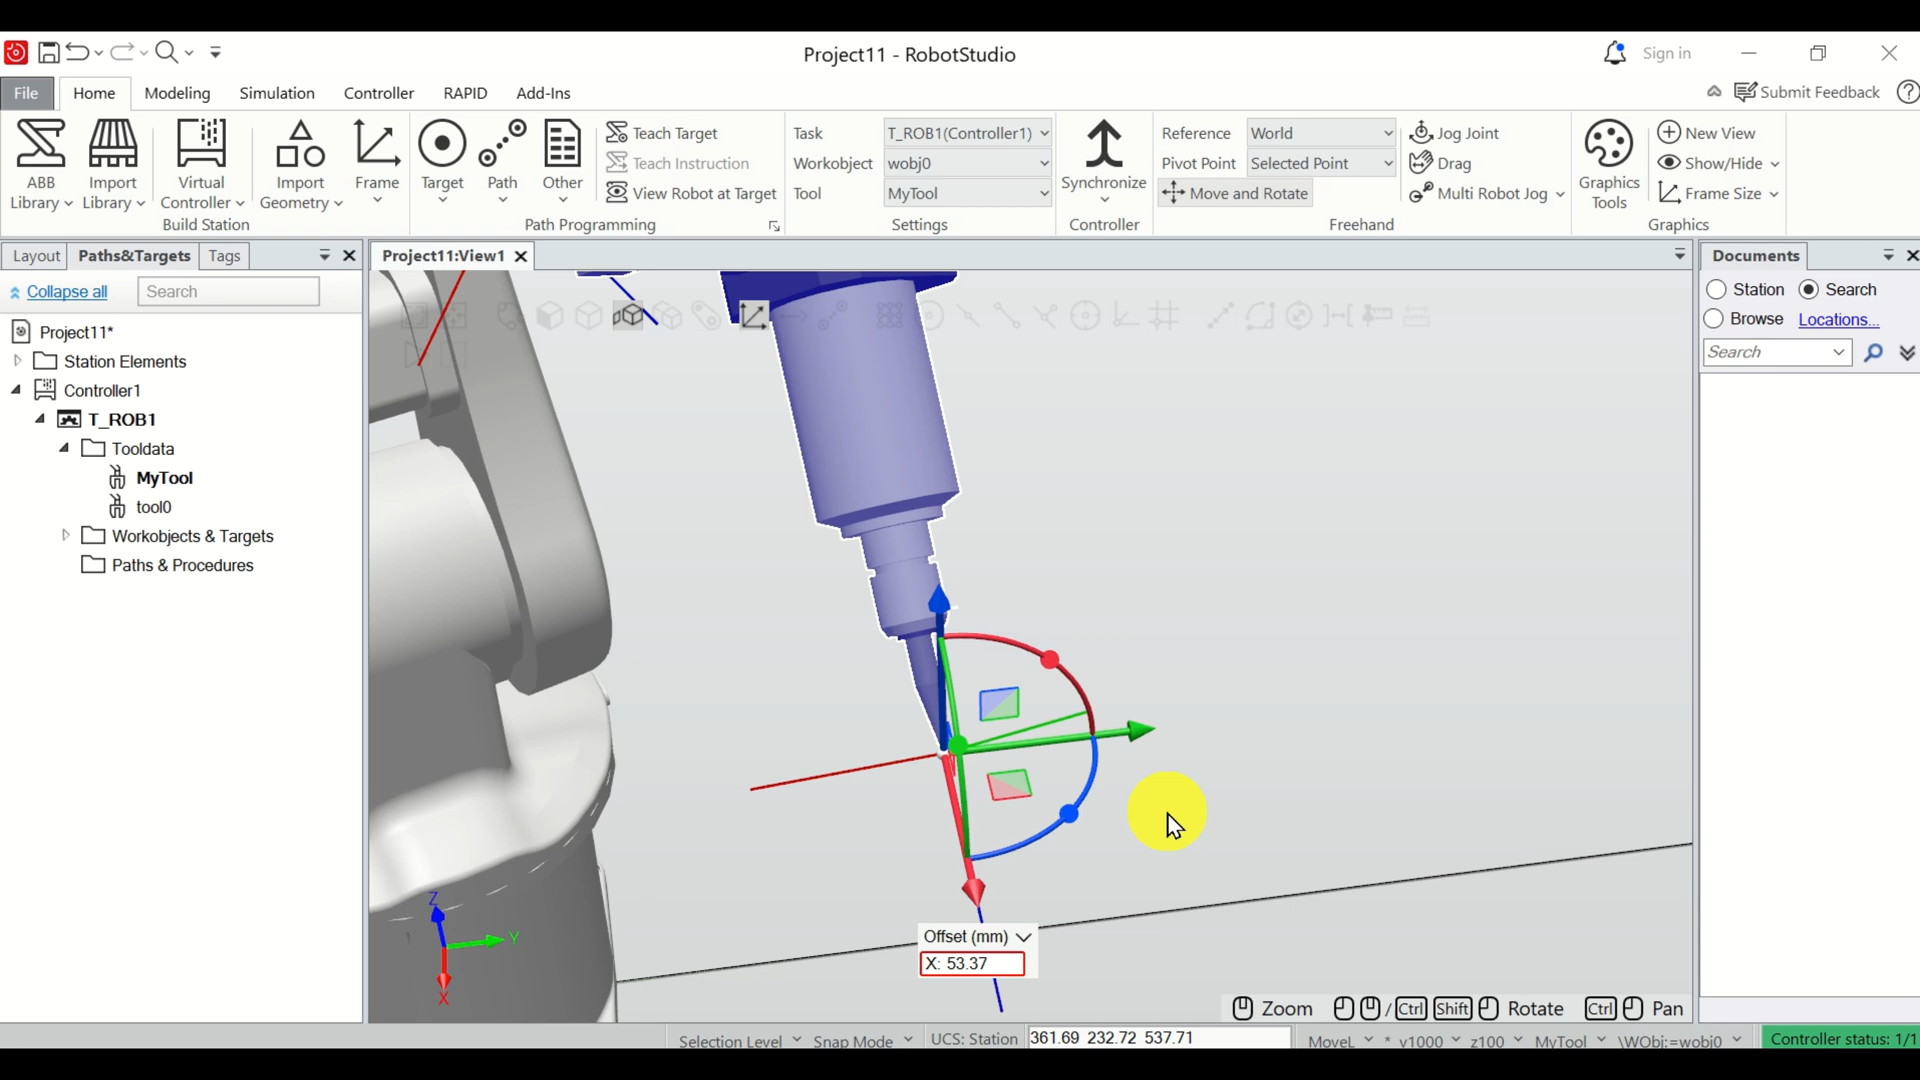 Project11 - RobotStudio
Sign in
File Home Modeling Simulation Controller RAPID Add-Ins
Submit Feedback
ABB Library
Import Library
Virtual Controller
Import Geometry
Frame
Build Station
Target
Path
Other
Teach Target
Teach Instruction
View Robot at Target
Path Programming
Task T_ROB1(Controller1)
Workobject wobj0
Tool MyTool
Settings
Synchronize
Controller
Reference World
Pivot Point Selected Point
Move and Rotate
Jog Joint
Drag
Multi Robot Jog
Freehand
Graphics Tools
New View
Show/Hide
Frame Size
Graphics
Layout Paths&Targets Tags
Collapse all Search
Project11*
Station Elements
Controller1
T_ROB1
Tooldata
MyTool
tool0
Workobjects & Targets
Paths & Procedures
Project11:View1
Offset (mm)
X: 53.37
Z
Y
X
Zoom / Ctrl Shift Rotate Ctrl Pan
Documents
Station Search
Browse Locations...
Search
Selection Level Snap Mode UCS: Station 361.69 232.72 537.71 MoveL * v1000 z100 MyTool \WObj:=wobj0 Controller status: 1/1